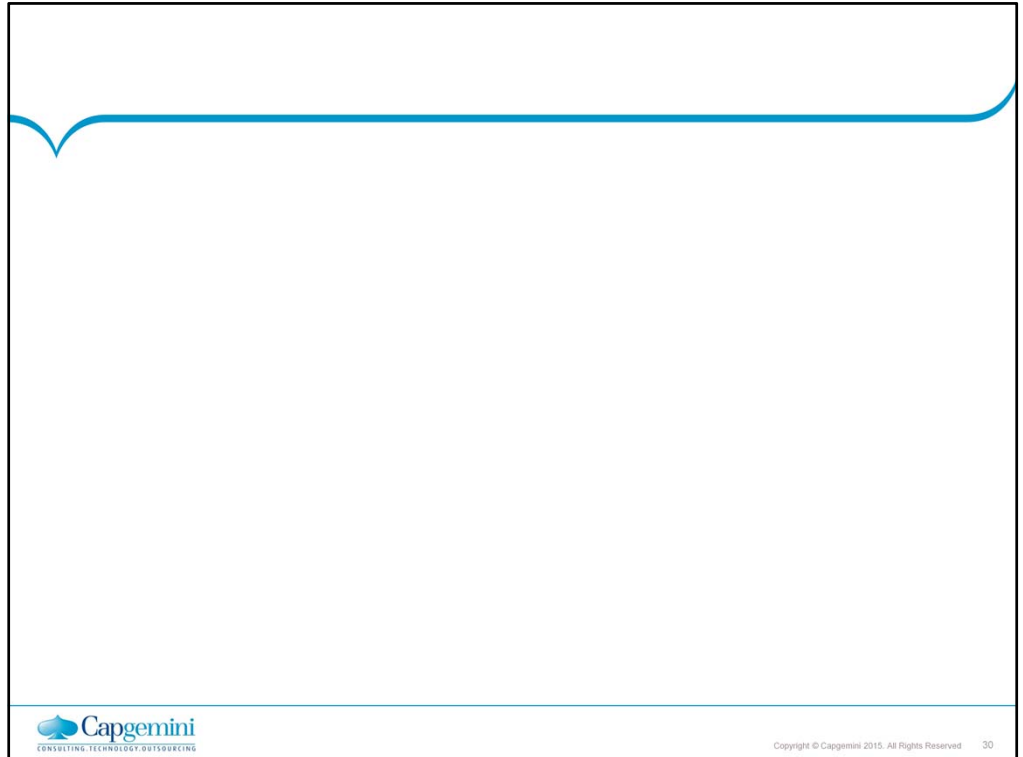 Capgemini
CONSULTING.TECHNOLOGY.OUTSOURCING
Copyright © Capgemini 2015. All Rights Reserved 30